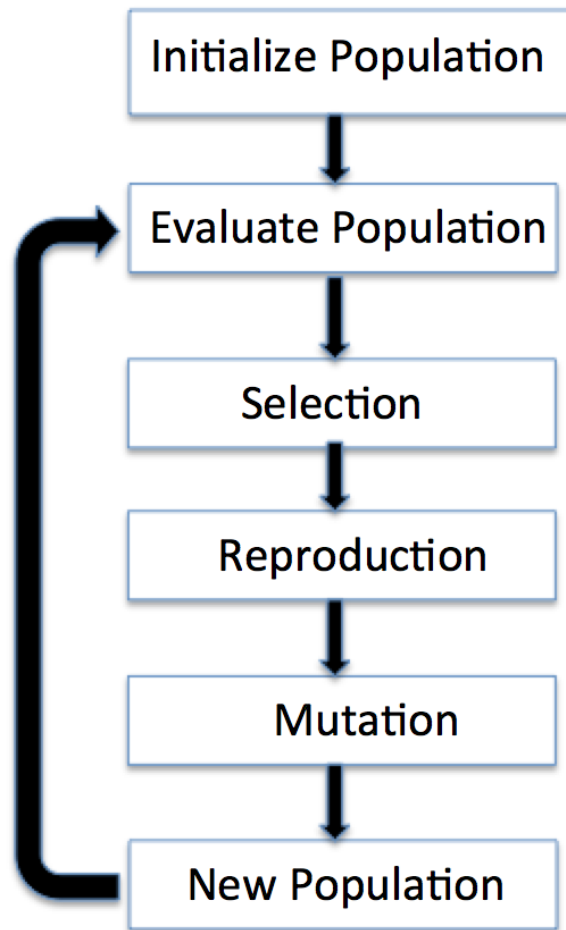 Initialize Population
Evaluate Population
Selection
Reproduction
Mutation
New Population